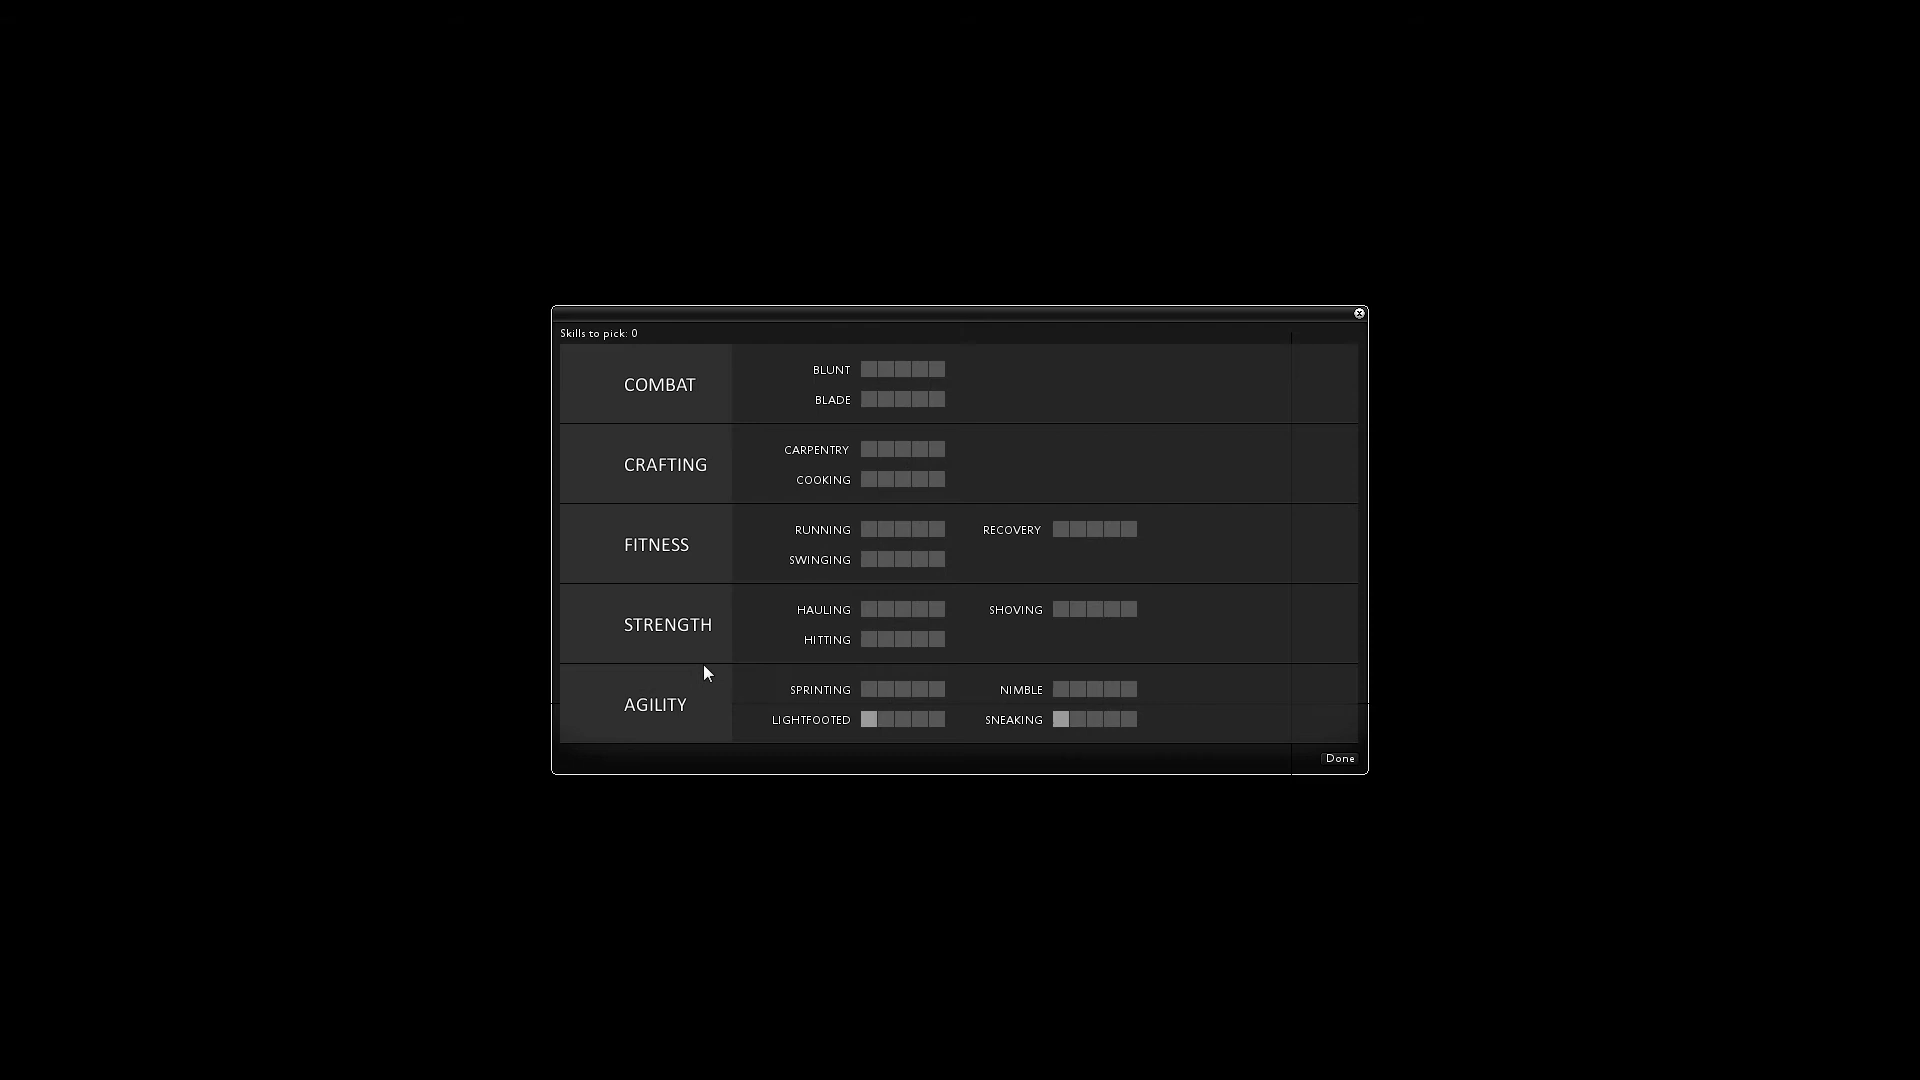 Skills to pick: 0
COMBAT
BLUNT
BLADE
CRAFTING
CARPENTRY
COOKING
FITNESS
RUNNING RECOVERY
SWINGING
STRENGTH
HAULING SHOVING
HITTING
AGILITY
SPRINTING NIMBLE
LIGHTFOOTED SNEAKING
Done